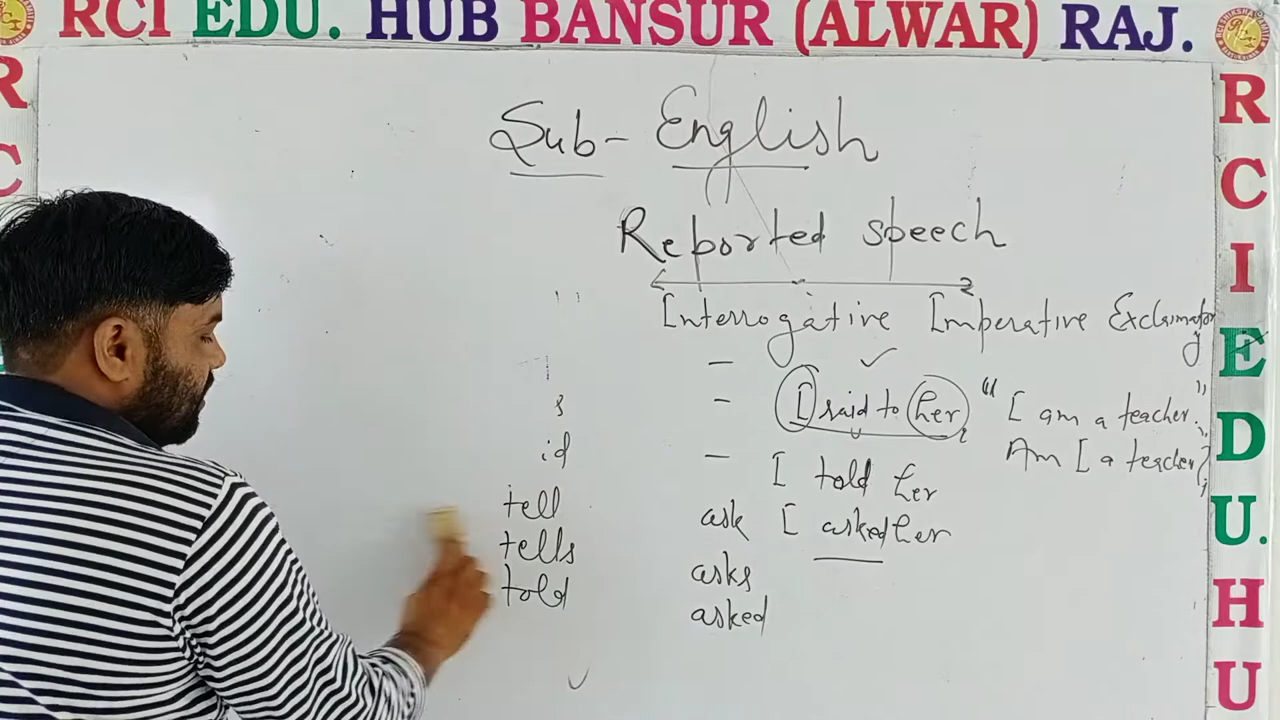 RCI EDU. HUB BANSUR (ALWAR) RAJ.
Sub- English
Reported speech
Interrogative Imperative Exclamatory
I said to her " I am a teacher."
Am I a teacher?
id
I told her
tell
ask I asked her
tells
asks
told
asked
R
C
R
C
I
E
D
U.
H
U